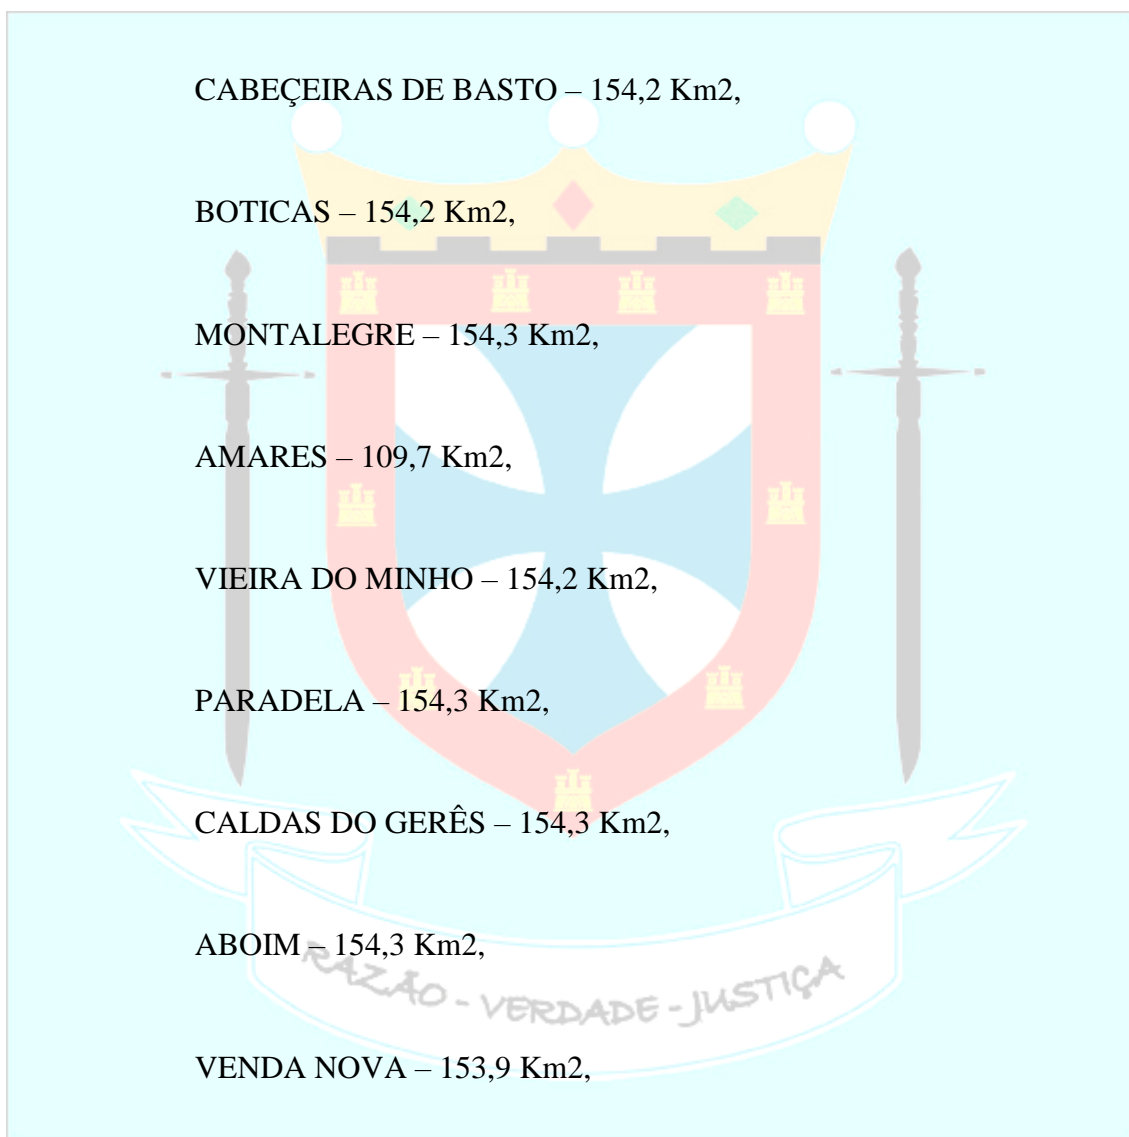 CABEÇEIRAS DE BASTO – 154,2 Km2,
BOTICAS – 154,2 Km2,
MONTALEGRE – 154,3 Km2,
AMARES – 109,7 Km2,
VIEIRA DO MINHO – 154,2 Km2,
PARADELA – 154,3 Km2,
CALDAS DO GERÊS – 154,3 Km2,
ABOIM – 154,3 Km2,
RAZÃO - VERDADE - JUSTIÇA
VENDA NOVA – 153,9 Km2,